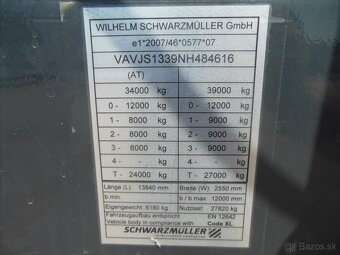 WILHELM SCHWARZMÜLLER GmbH
e1*2007/46*0577*07
VAVJS1339NH484616
(AT)
34000 kg 39000 kg
0 - 12000 kg 0 - 12000 kg
1 - 8000 kg 1 - 9000 kg
2 - 8000 kg 2 - 9000 kg
3 - 8000 kg 3 - 9000 kg
4 - - kg 4 - - kg
T - 24000 kg T - 27000 kg
Länge (L): 13840 mm Breite (W): 2550 mm
b min: b / b max: 12000 mm
Eigengewicht: 6180 kg Nutzlast: 27820 kg
Fahrzeugaufbau entspricht EN 12642
Vehicle body in compliance with Code XL
SCHWARZMÜLLER
INTELLIGENTE FAHRZEUGE
bazos.sk